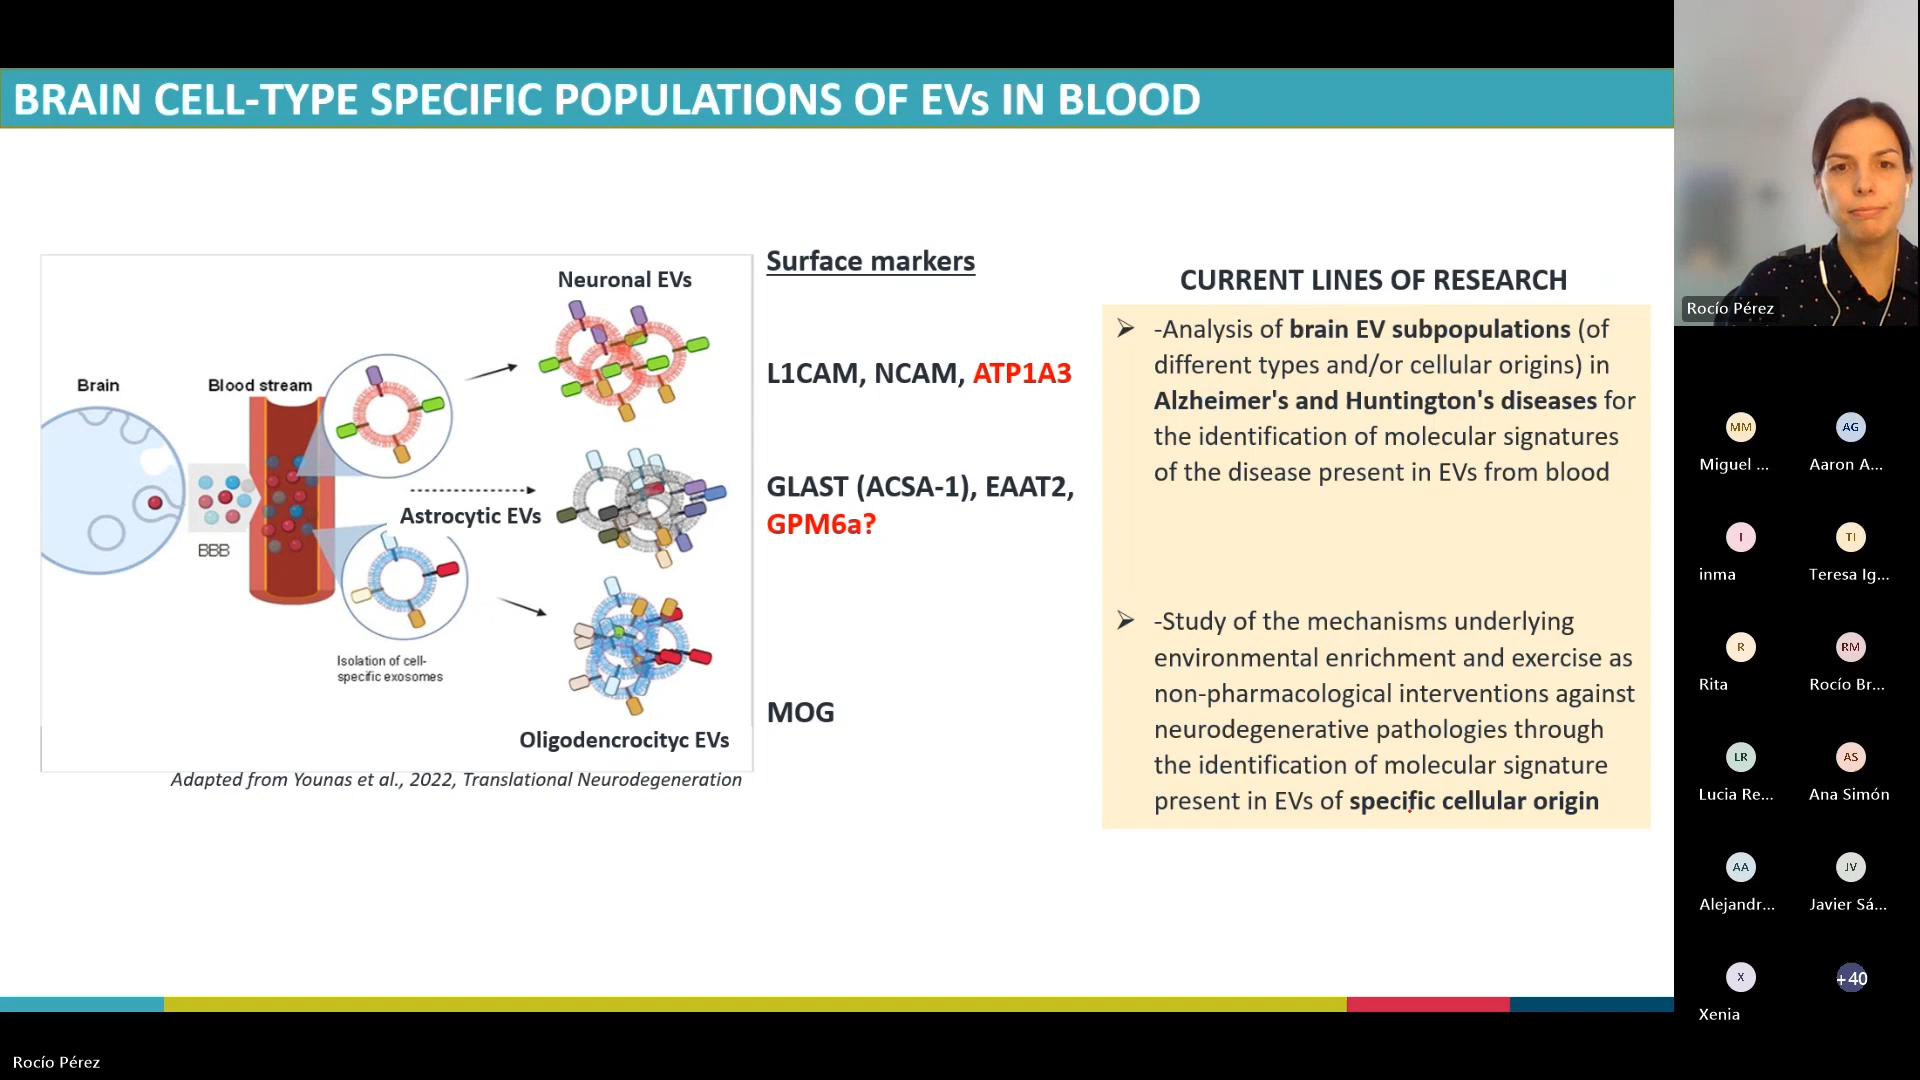 BRAIN CELL-TYPE SPECIFIC POPULATIONS OF EVs IN BLOOD
Neuronal EVs
Brain
Blood stream
BBB
Astrocytic EVs
Isolation of cell-
specific exosomes
Oligodencrocityc EVs
Adapted from Younas et al., 2022, Translational Neurodegeneration
Surface markers
L1CAM, NCAM, ATP1A3
GLAST (ACSA-1), EAAT2,
GPM6a?
MOG
CURRENT LINES OF RESEARCH
➢ -Analysis of brain EV subpopulations (of
different types and/or cellular origins) in
Alzheimer's and Huntington's diseases for
the identification of molecular signatures
of the disease present in EVs from blood
➢ -Study of the mechanisms underlying
environmental enrichment and exercise as
non-pharmacological interventions against
neurodegenerative pathologies through
the identification of molecular signature
present in EVs of specific cellular origin
Rocío Pérez
MM
AG
Miguel ...
Aaron A...
I
TI
inma
Teresa Ig...
R
RM
Rita
Rocío Br...
LR
AS
Lucia Re...
Ana Simón
AA
JV
Alejandr...
Javier Sá...
X
+40
Xenia
Rocío Pérez